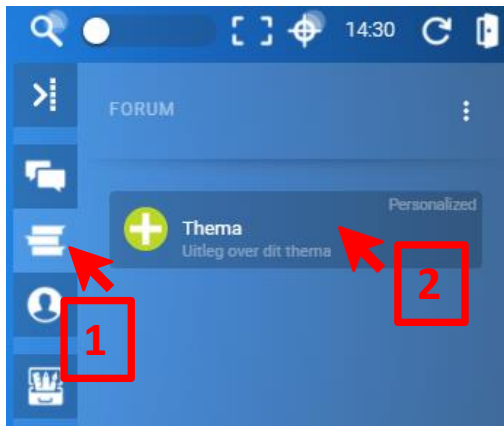 14:30
FORUM
Personalized
Thema
Uitleg over dit thema
2
1